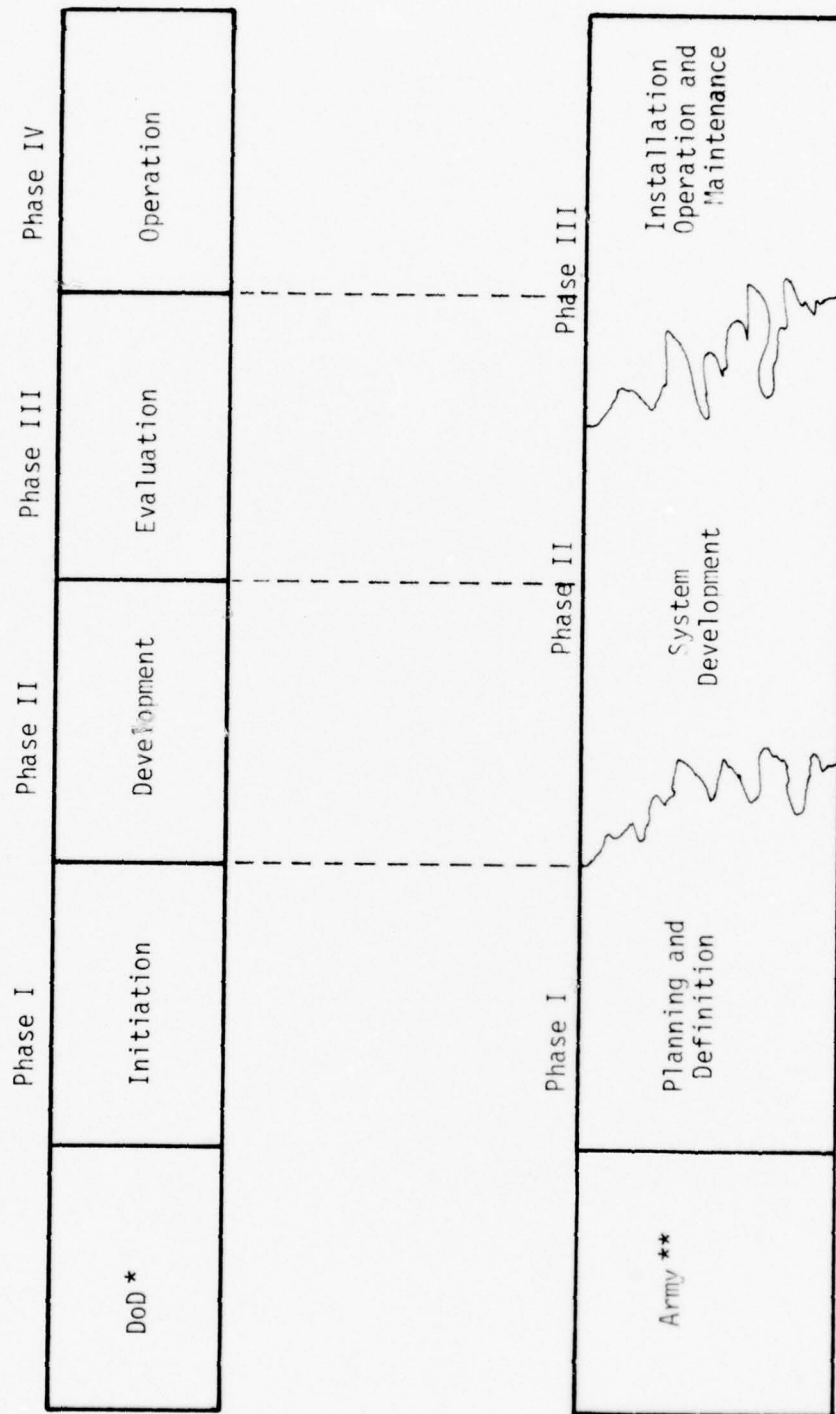 Phase I
Phase II
Phase III
Phase IV
DoD*
Initiation
Development
Evaluation
Operation
Phase I
Phase II
Phase III
Army**
Planning and
Definition
System
Development
Installation
Operation and
Maintenance